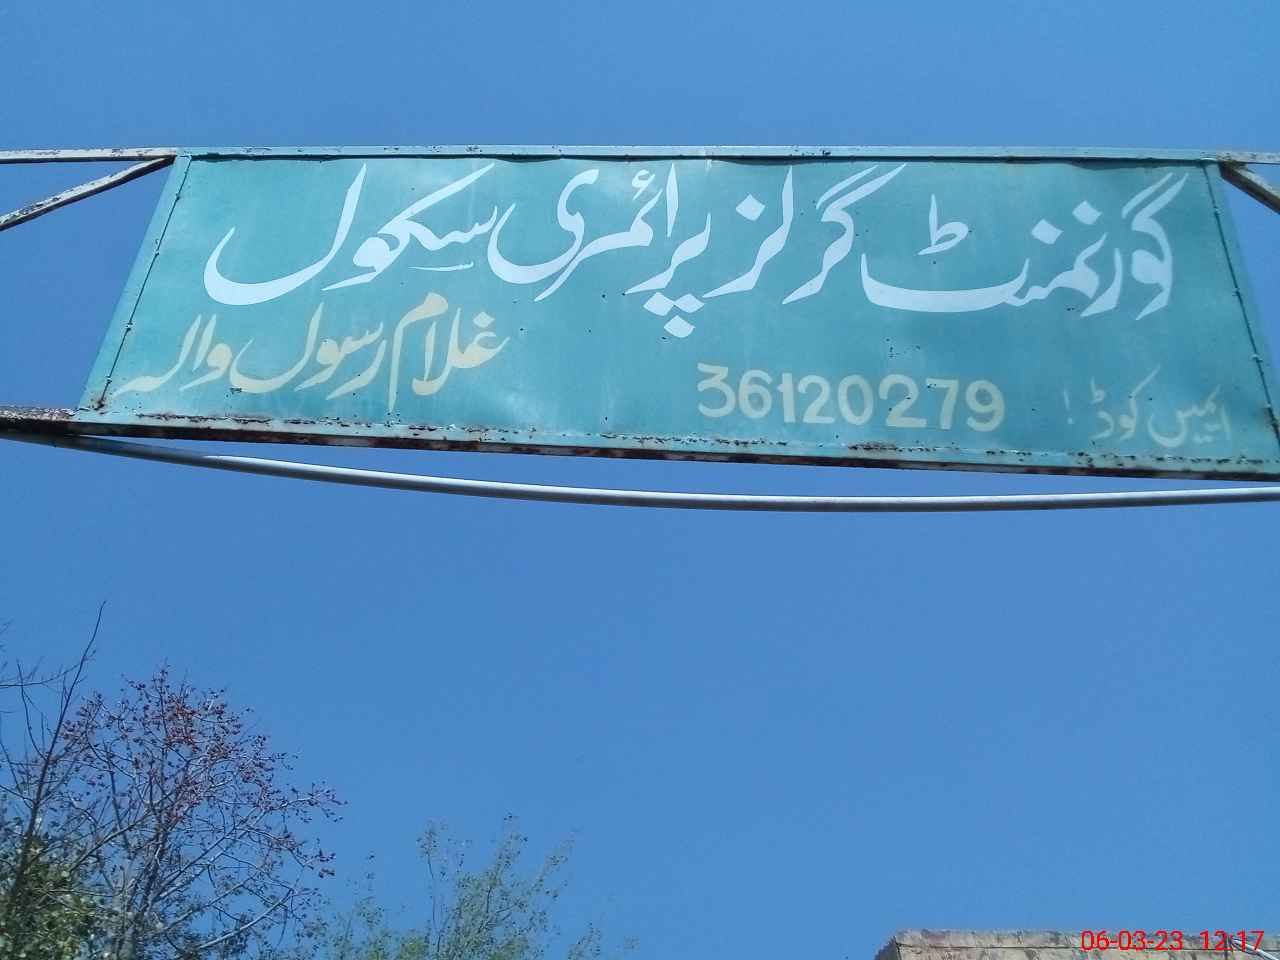 گورنمنٹ گرلز پرائمری سکول
غلام رسول والہ
ایمیس کوڈ ! 36120279
06-03-23 12:17